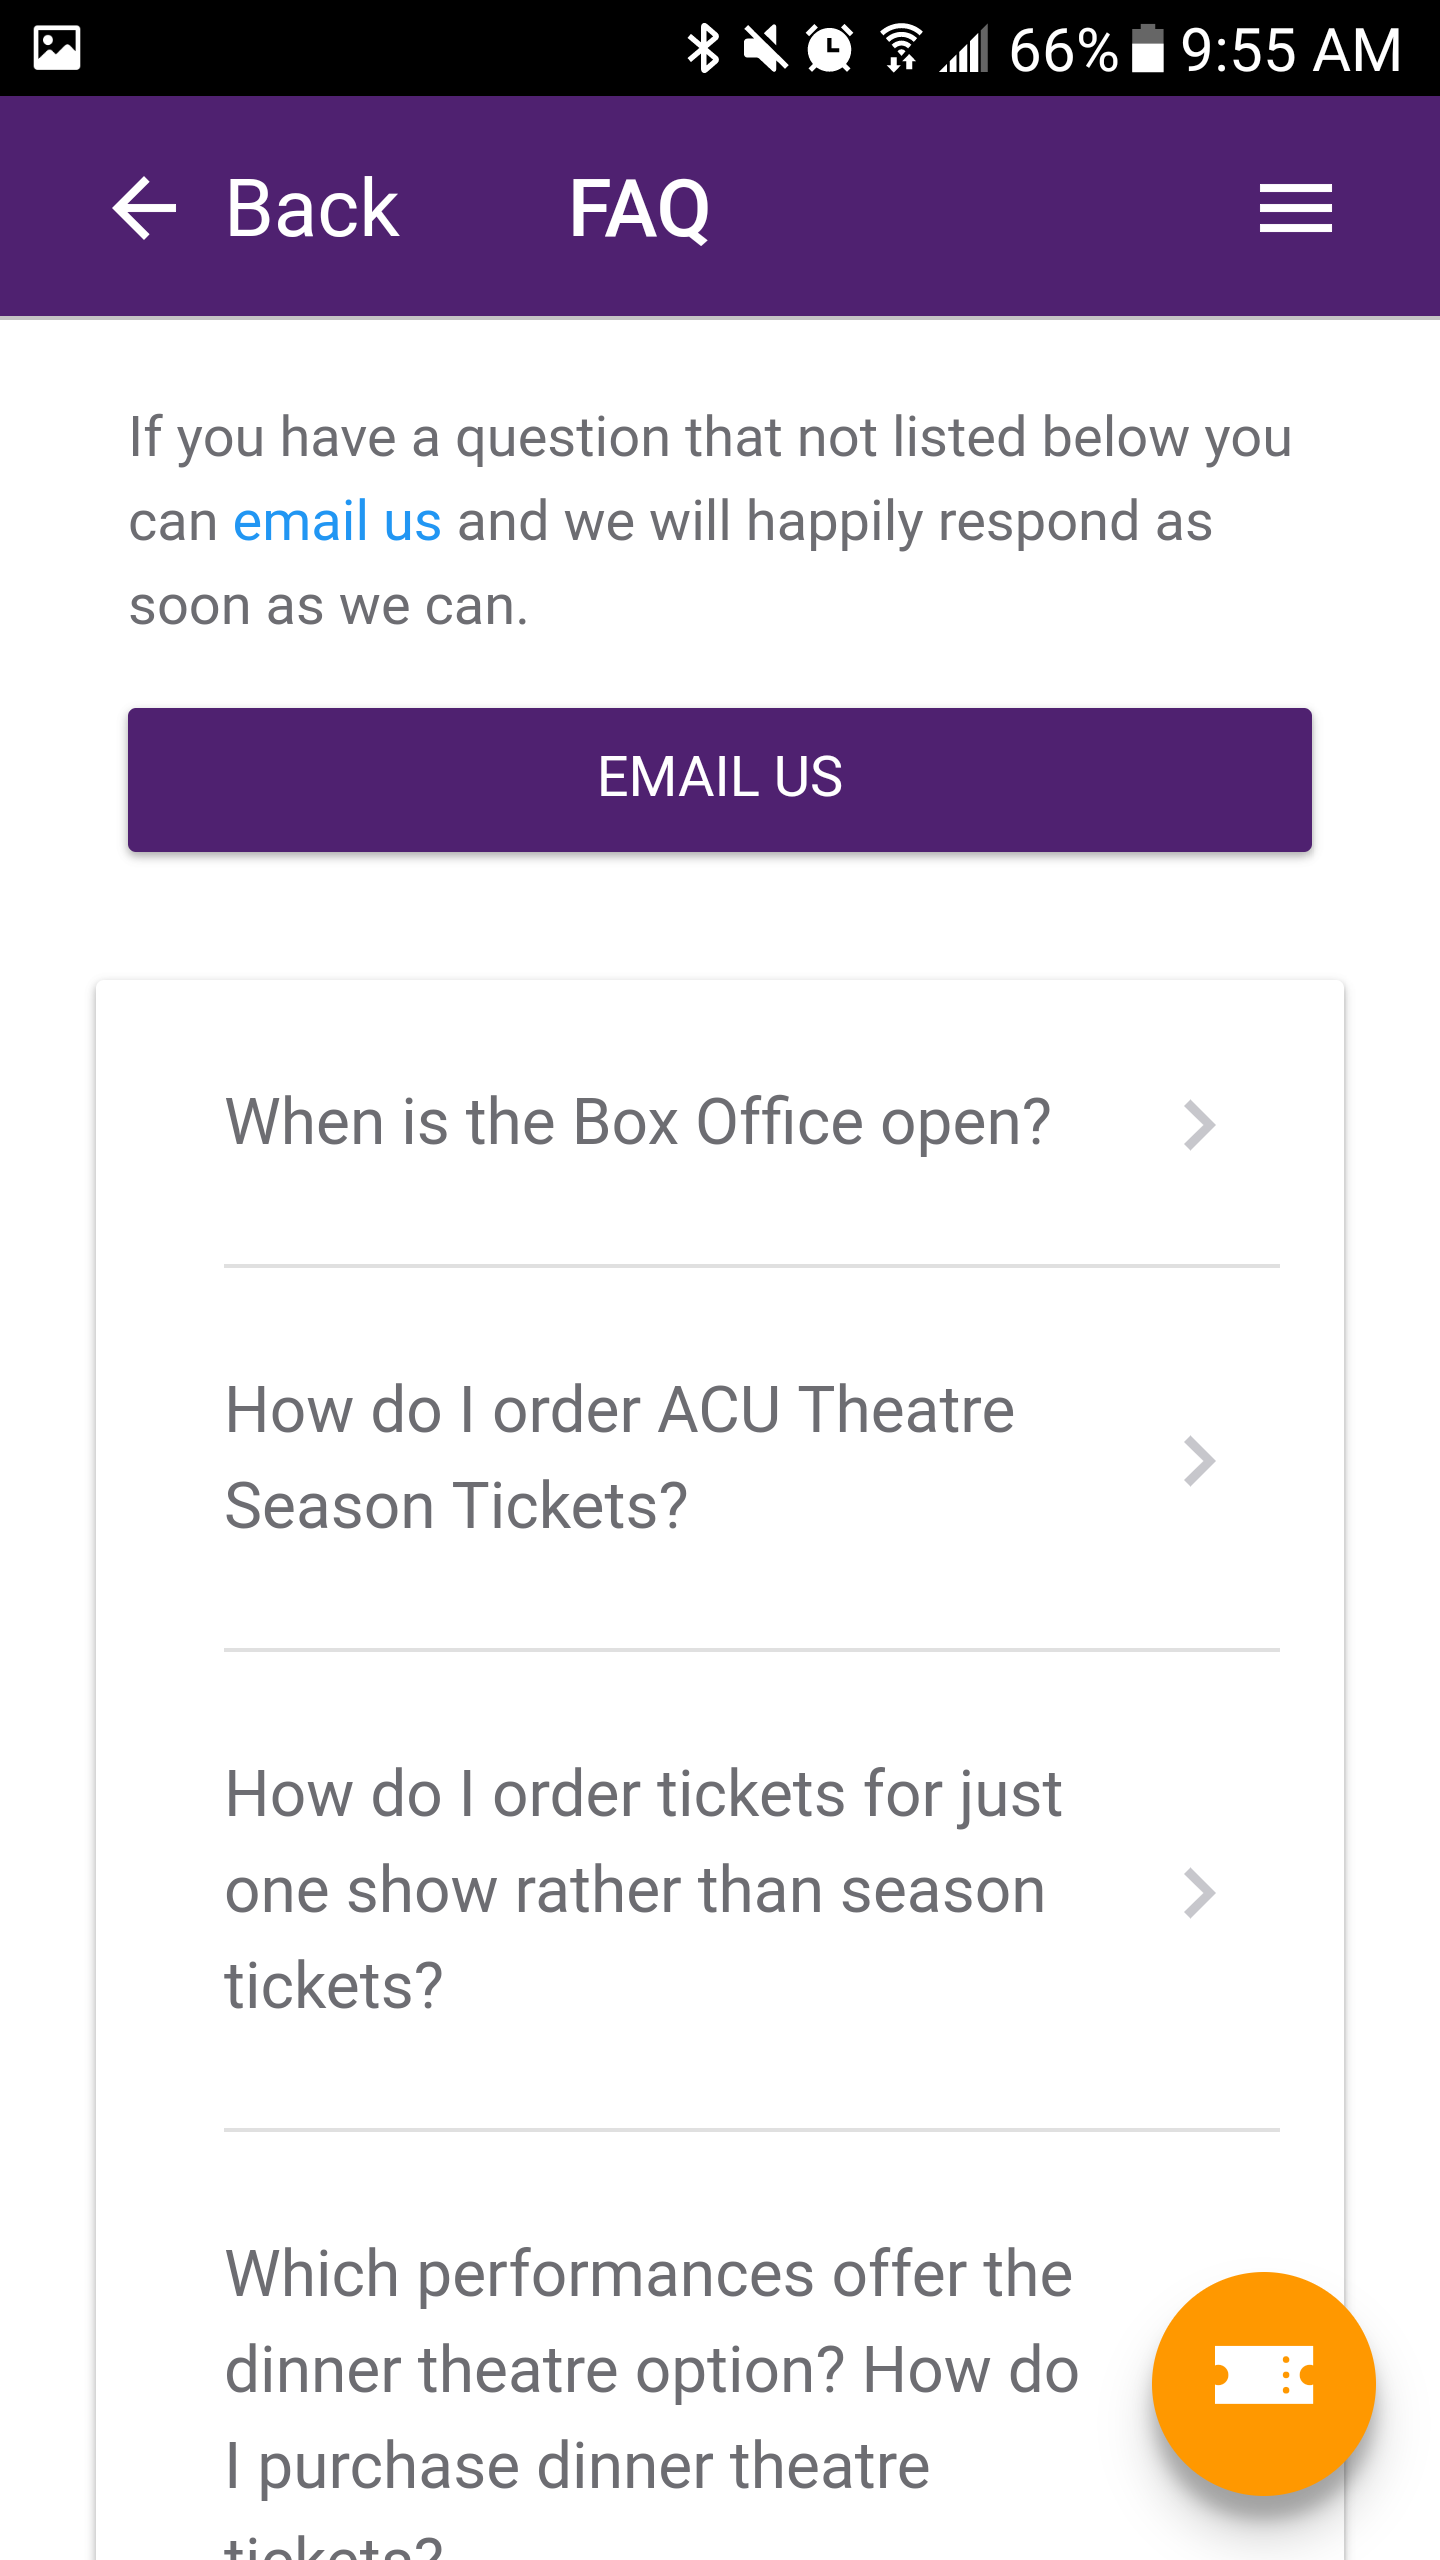 66% 9:55 AM
Back FAQ
If you have a question that not listed below you
can email us and we will happily respond as
soon as we can.
EMAIL US
When is the Box Office open?
How do I order ACU Theatre
Season Tickets?
How do I order tickets for just
one show rather than season
tickets?
Which performances offer the
dinner theatre option? How do
I purchase dinner theatre
tickets?